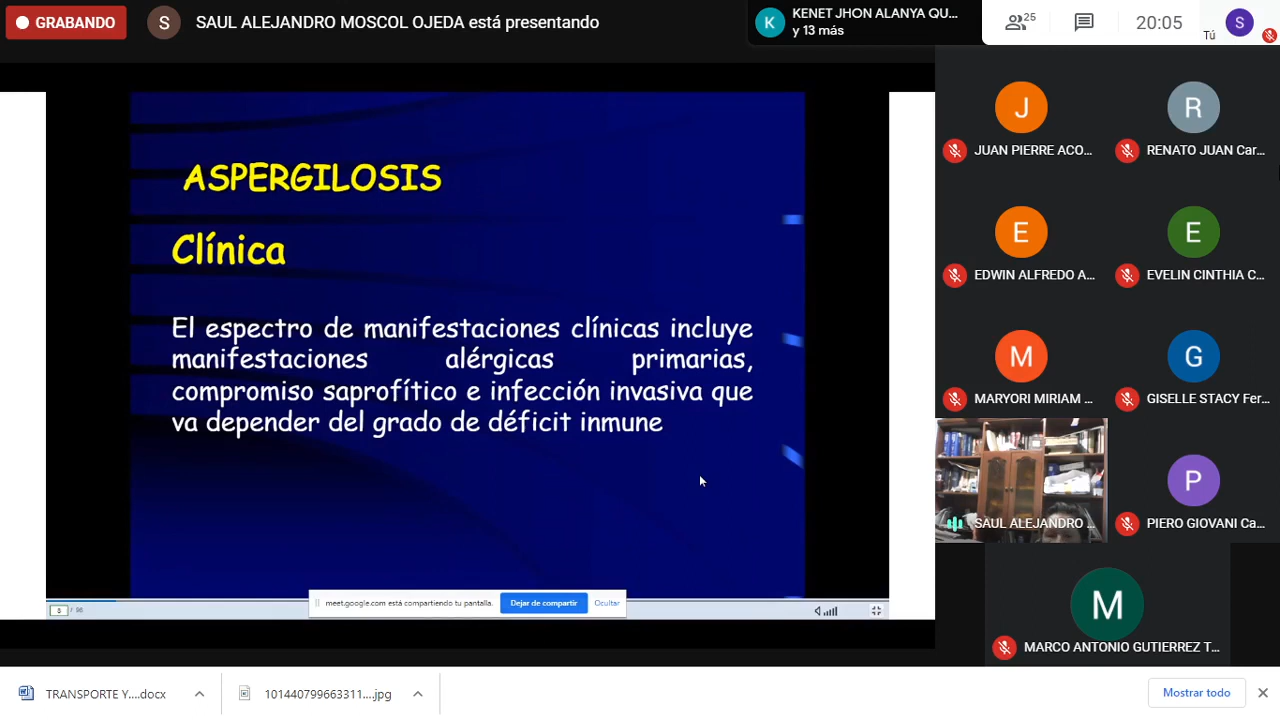 GRABANDO
S
SAUL ALEJANDRO MOSCOL OJEDA está presentando
K
KENET JHON ALANYA QU...
y 13 más
25
20:05
Tú
S
J
JUAN PIERRE ACO...
R
RENATO JUAN Car...
E
EDWIN ALFREDO A...
E
EVELIN CINTHIA C...
M
MARYORI MIRIAM ...
G
GISELLE STACY Fer...
SAUL ALEJANDRO ...
P
PIERO GIOVANI Ca...
M
MARCO ANTONIO GUTIERREZ T...
ASPERGILOSIS
Clínica
El espectro de manifestaciones clínicas incluye
manifestaciones alérgicas primarias,
compromiso saprofítico e infección invasiva que
va depender del grado de déficit inmune
meet.google.com está compartiendo tu pantalla.
Dejar de compartir
Ocultar
TRANSPORTE Y....docx
101440799663311....jpg
Mostrar todo